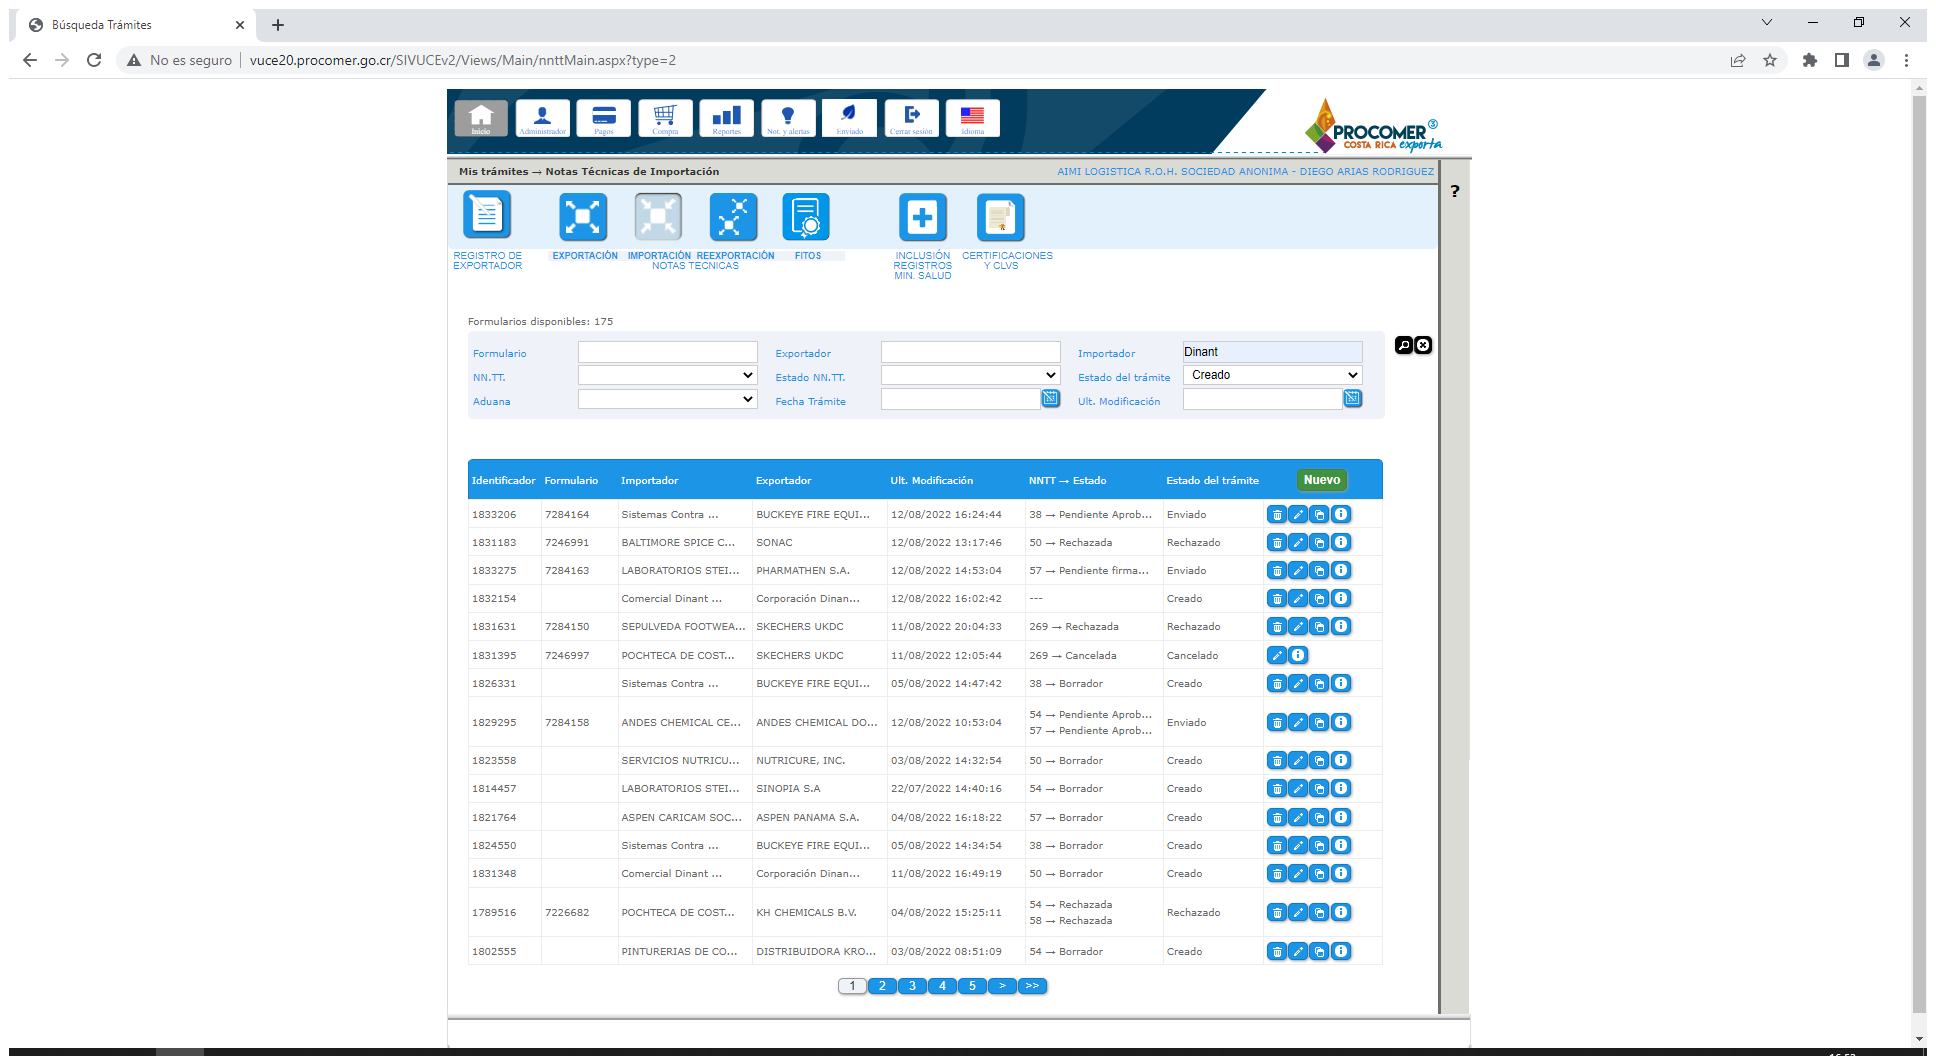 Búsqueda Trámites
No es seguro | vuce20.procomer.go.cr/SIVUCEv2/Views/Main/nnttMain.aspx?type=2
Inicio Administrador Pagos Compra Reportes Not. y alertas Enviado Cerrar sesión Idioma
PROCOMER
COSTA RICA exporta
Mis trámites → Notas Técnicas de Importación AIMI LOGISTICA R.O.H. SOCIEDAD ANONIMA - DIEGO ARIAS RODRIGUEZ
?
REGISTRO DE EXPORTADOR
EXPORTACIÓN IMPORTACIÓN REEXPORTACIÓN FITOS
NOTAS TECNICAS
INCLUSIÓN REGISTROS MIN. SALUD
CERTIFICACIONES Y CLVS
Formularios disponibles: 175
Formulario Exportador Importador Dinant
NN.TT. Estado NN.TT. Estado del trámite Creado
Aduana Fecha Trámite Ult. Modificación
Identificador Formulario Importador Exportador Ult. Modificación NNTT → Estado Estado del trámite Nuevo
1833206 7284164 Sistemas Contra ... BUCKEYE FIRE EQUI... 12/08/2022 16:24:44 38 → Pendiente Aprob... Enviado
1831183 7246991 BALTIMORE SPICE C... SONAC 12/08/2022 13:17:46 50 → Rechazada Rechazado
1833275 7284163 LABORATORIOS STEI... PHARMATHEN S.A. 12/08/2022 14:53:04 57 → Pendiente firma... Enviado
1832154 Comercial Dinant ... Corporación Dinan... 12/08/2022 16:02:42 --- Creado
1831631 7284150 SEPULVEDA FOOTWEA... SKECHERS UKDC 11/08/2022 20:04:33 269 → Rechazada Rechazado
1831395 7246997 POCHTECA DE COST... SKECHERS UKDC 11/08/2022 12:05:44 269 → Cancelada Cancelado
1826331 Sistemas Contra ... BUCKEYE FIRE EQUI... 05/08/2022 14:47:42 38 → Borrador Creado
1829295 7284158 ANDES CHEMICAL CE... ANDES CHEMICAL DO... 12/08/2022 10:53:04 54 → Pendiente Aprob... 57 → Pendiente Aprob... Enviado
1823558 SERVICIOS NUTRICU... NUTRICURE, INC. 03/08/2022 14:32:54 50 → Borrador Creado
1814457 LABORATORIOS STEI... SINOPIA S.A 22/07/2022 14:40:16 54 → Borrador Creado
1821764 ASPEN CARICAM SOC... ASPEN PANAMA S.A. 04/08/2022 16:18:22 57 → Borrador Creado
1824550 Sistemas Contra ... BUCKEYE FIRE EQUI... 05/08/2022 14:34:54 38 → Borrador Creado
1831348 Comercial Dinant ... Corporación Dinan... 11/08/2022 16:49:19 50 → Borrador Creado
1789516 7226682 POCHTECA DE COST... KH CHEMICALS B.V. 04/08/2022 15:25:11 54 → Rechazada 58 → Rechazada Rechazado
1802555 PINTURERIAS DE CO... DISTRIBUIDORA KRO... 03/08/2022 08:51:09 54 → Borrador Creado
1 2 3 4 5 > >>